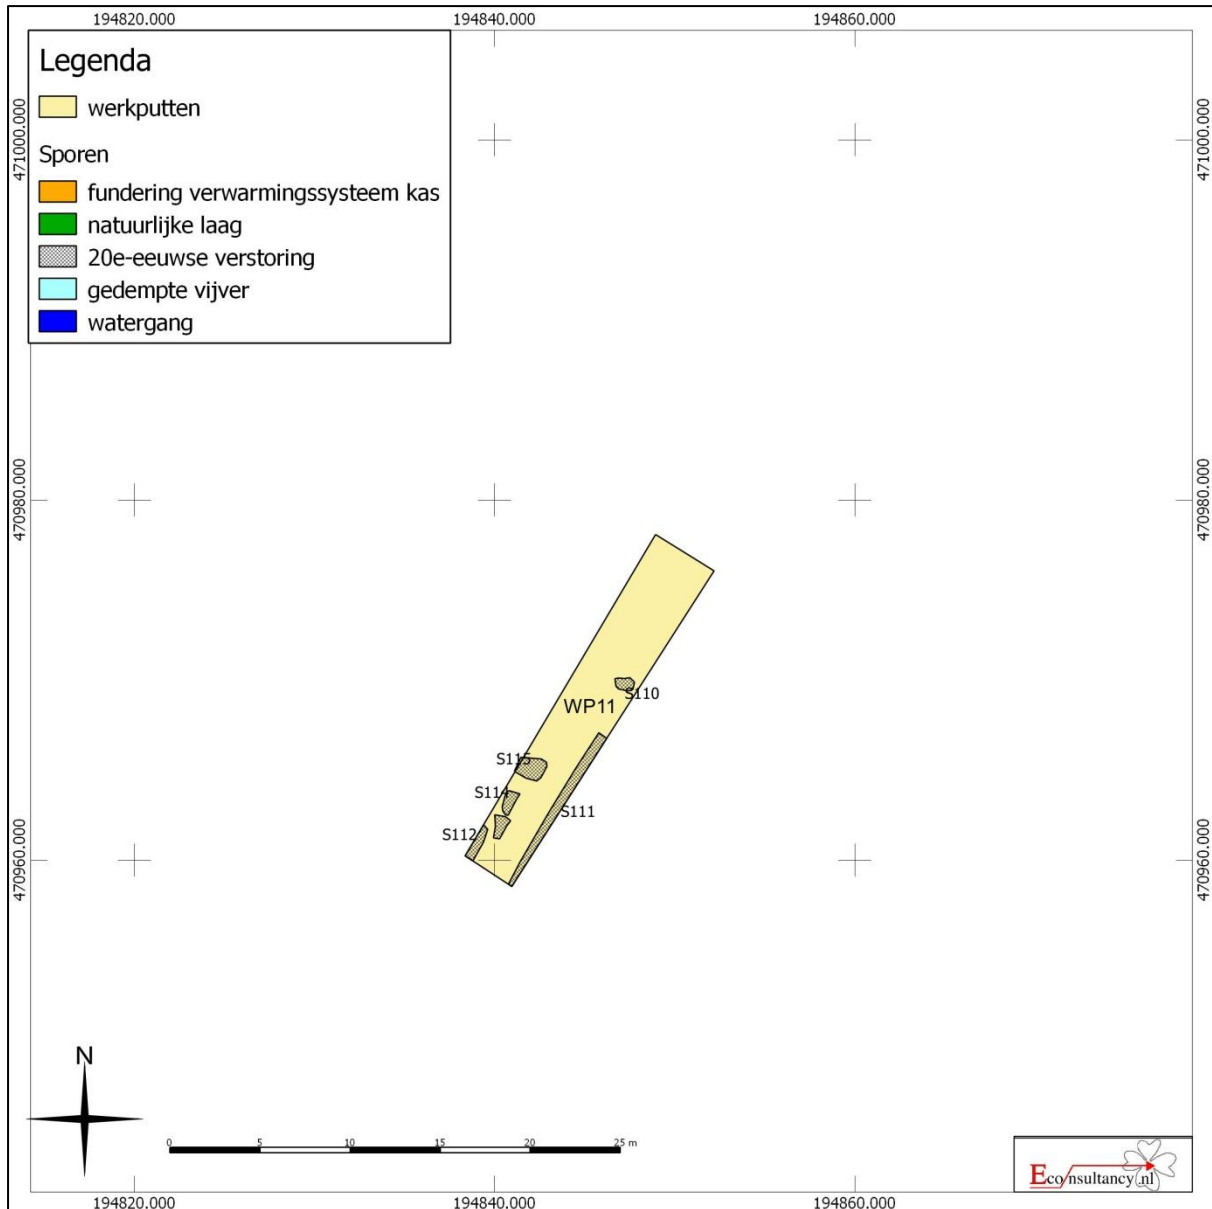 194820.000 194840.000 194860.000
Legenda
werkputten
Sporen
fundering verwarmingssysteem kas
natuurlijke laag
20e-eeuwse verstoring
gedempte vijver
watergang
471000.000
471000.000
470980.000
470980.000
S110
WP11
S115
S114
S111
S112
470960.000
470960.000
N
0 5 10 15 20 25 m
Econsultancy.nl
194820.000 194840.000 194860.000